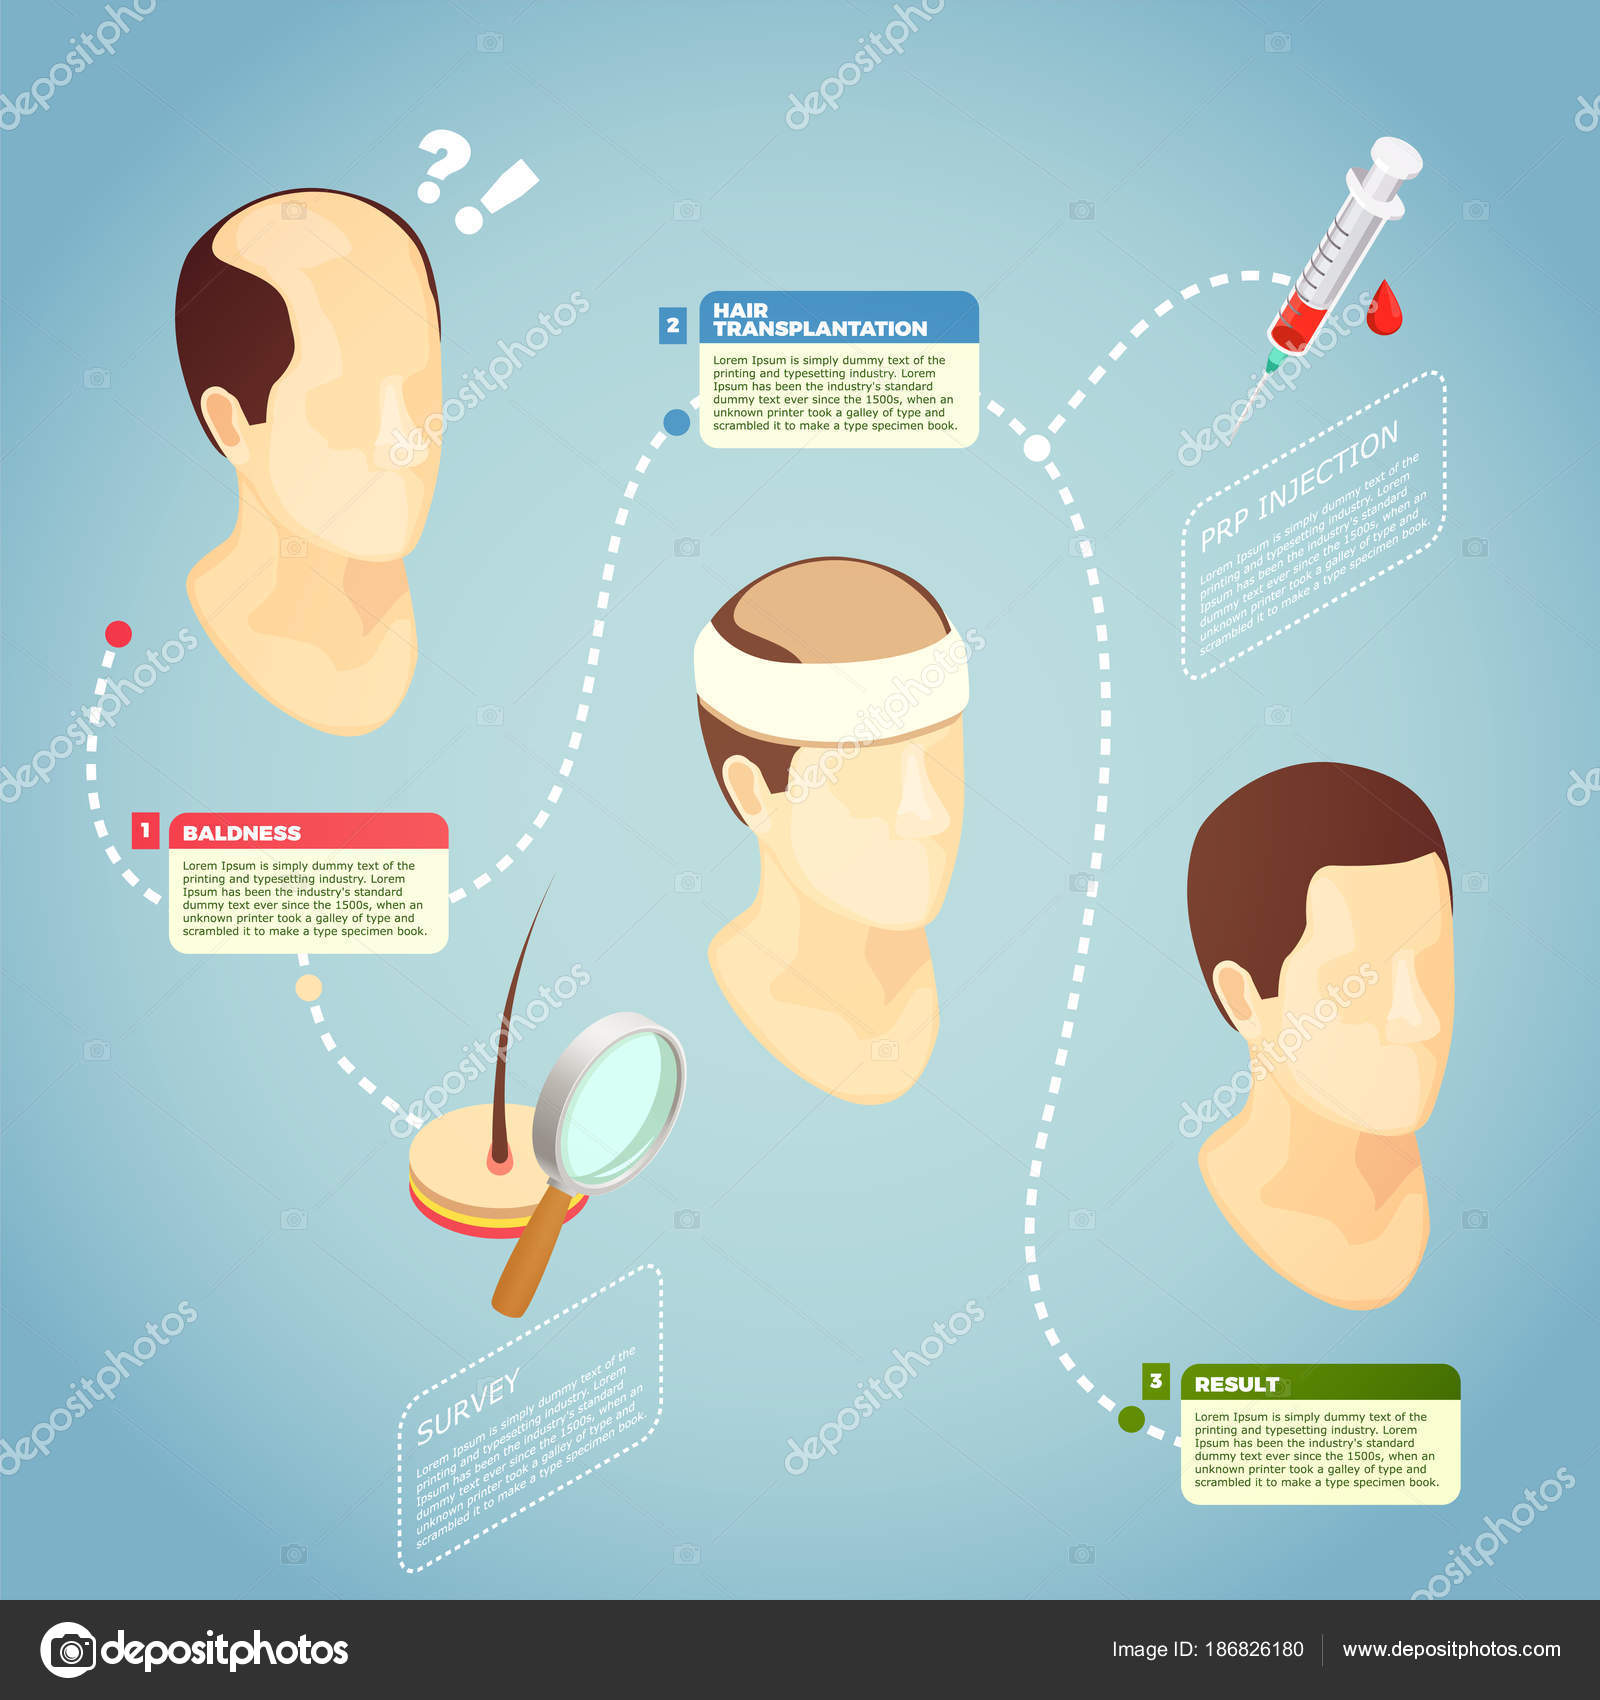 ?!
2
HAIR
TRANSPLANTATION
Lorem Ipsum is simply dummy text of the
printing and typesetting industry. Lorem
Ipsum has been the industry's standard
dummy text ever since the 1500s, when an
unknown printer took a galley of type and
scrambled it to make a type specimen book.
PRP INJECTION
Lorem Ipsum is simply dummy text of the
printing and typesetting industry. Lorem
Ipsum has been the industry's standard
dummy text ever since the 1500s, when an
unknown printer took a galley of type and
scrambled it to make a type specimen book.
1
BALDNESS
Lorem Ipsum is simply dummy text of the
printing and typesetting industry. Lorem
Ipsum has been the industry's standard
dummy text ever since the 1500s, when an
unknown printer took a galley of type and
scrambled it to make a type specimen book.
SURVEY
Lorem Ipsum is simply dummy text of the
printing and typesetting industry. Lorem
Ipsum has been the industry's standard
dummy text ever since the 1500s, when an
unknown printer took a galley of type and
scrambled it to make a type specimen book.
3
RESULT
Lorem Ipsum is simply dummy text of the
printing and typesetting industry. Lorem
Ipsum has been the industry's standard
dummy text ever since the 1500s, when an
unknown printer took a galley of type and
scrambled it to make a type specimen book.
depositphotos
Image ID: 186826180
www.depositphotos.com